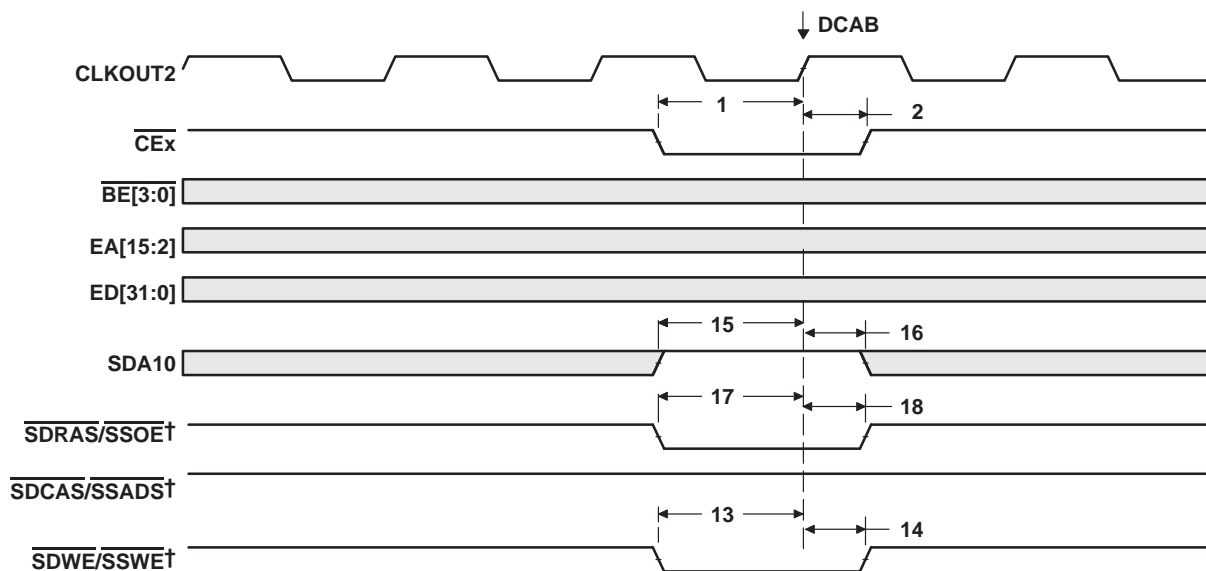 DCAB
CLKOUT2
1
2
CEx
BE[3:0]
EA[15:2]
ED[31:0]
15
16
SDA10
17
18
SDRAS/SSOE†
SDCAS/SSADS†
13
14
SDWE/SSWE†